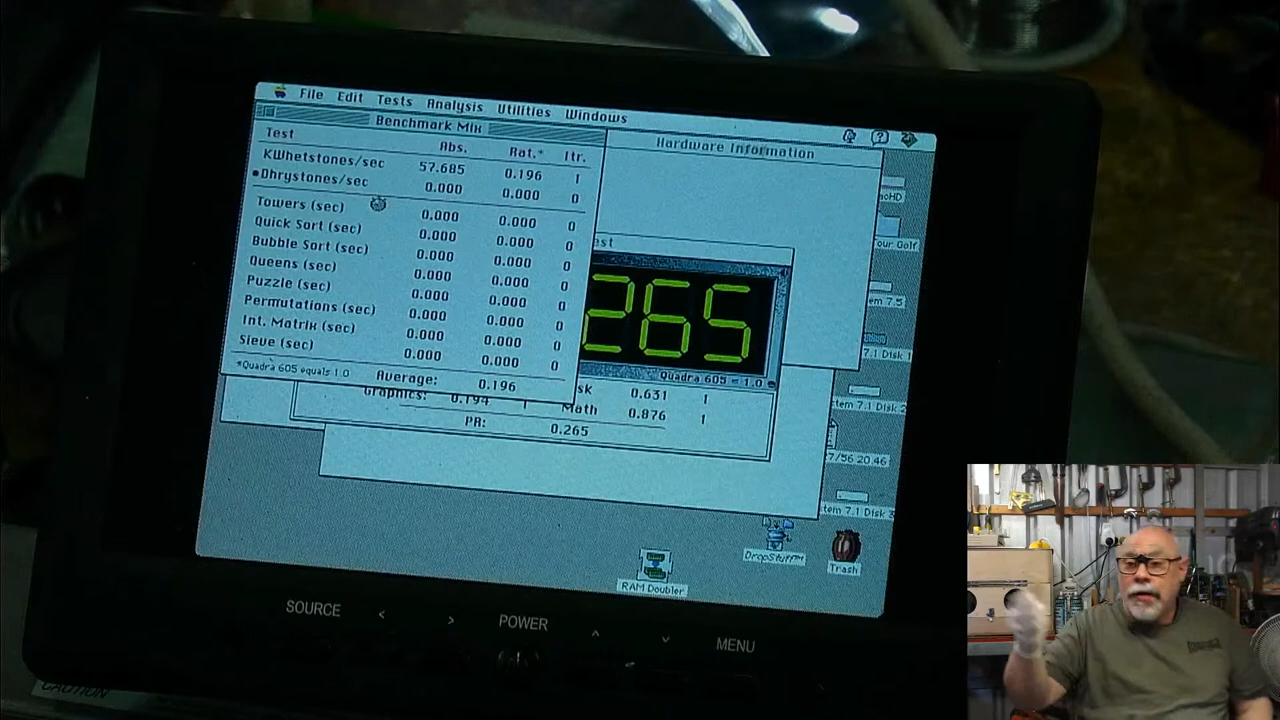 File Edit Tests Analysis Utilities Windows
Benchmark Mix
Hardware Information
Test Abs. Rat.* Itr.
KWhetstones/sec 57.685 0.196 1
•Dhrystones/sec 0.000 0.000 0
Towers (sec) 0.000 0.000 0
Quick Sort (sec) 0.000 0.000 0
Bubble Sort (sec) 0.000 0.000 0
Queens (sec) 0.000 0.000 0
Puzzle (sec) 0.000 0.000 0
Permutations (sec) 0.000 0.000 0
Int. Matrix (sec) 0.000 0.000 0
Sieve (sec) 0.000 0.000 0
*Quadra 605 equals 1.0 Average: 0.196
est
265
Quadra 605 = 1.0
sk 0.631 1
Graphics: 0.194 1 Math 0.876 1
PR: 0.265
oHD
Tour Golf
em 7.5
7.1 Disk 1
tem 7.1 Disk 2
7/56 20.46
tem 7.1 Disk 3
DropStuff™
Trash
RAM Doubler
SOURCE < > POWER MENU
CAUTION